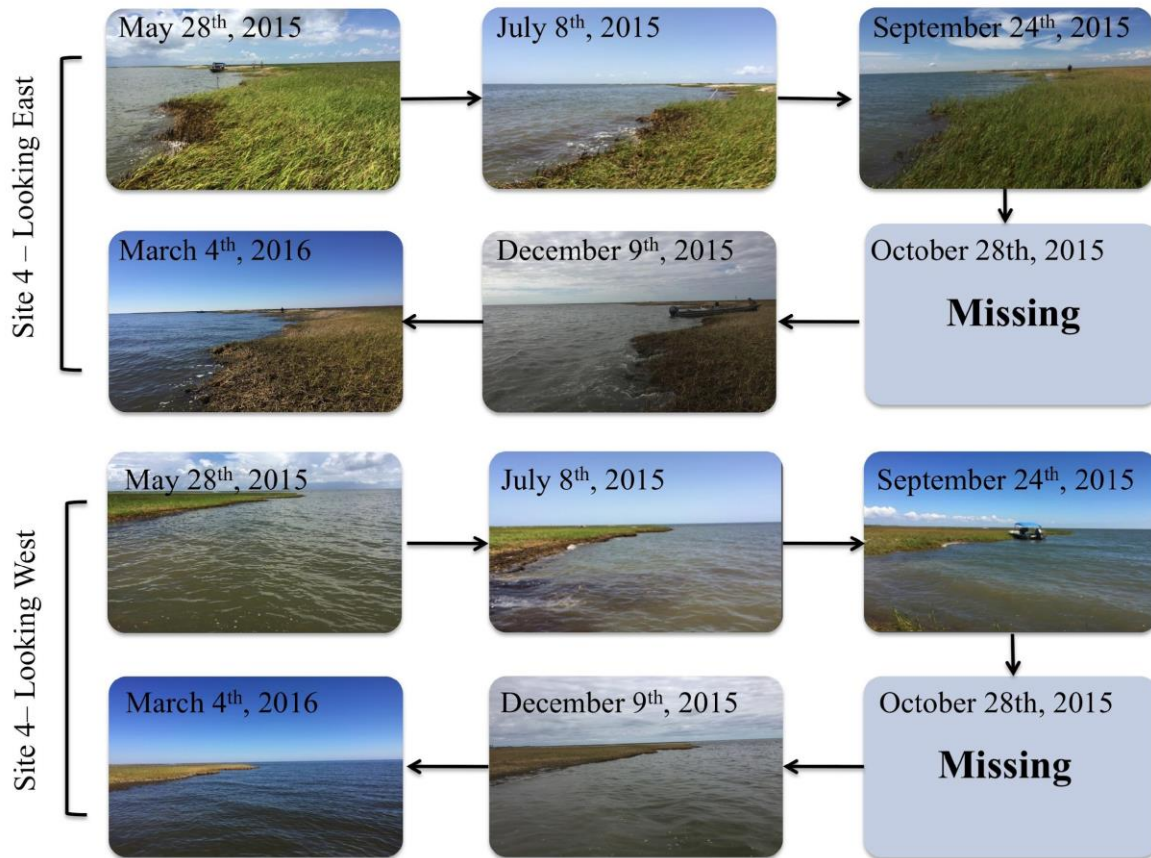 Site 4 – Looking East
May 28th, 2015
July 8th, 2015
September 24th, 2015
October 28th, 2015
Missing
December 9th, 2015
March 4th, 2016
Site 4– Looking West
May 28th, 2015
July 8th, 2015
September 24th, 2015
October 28th, 2015
Missing
December 9th, 2015
March 4th, 2016